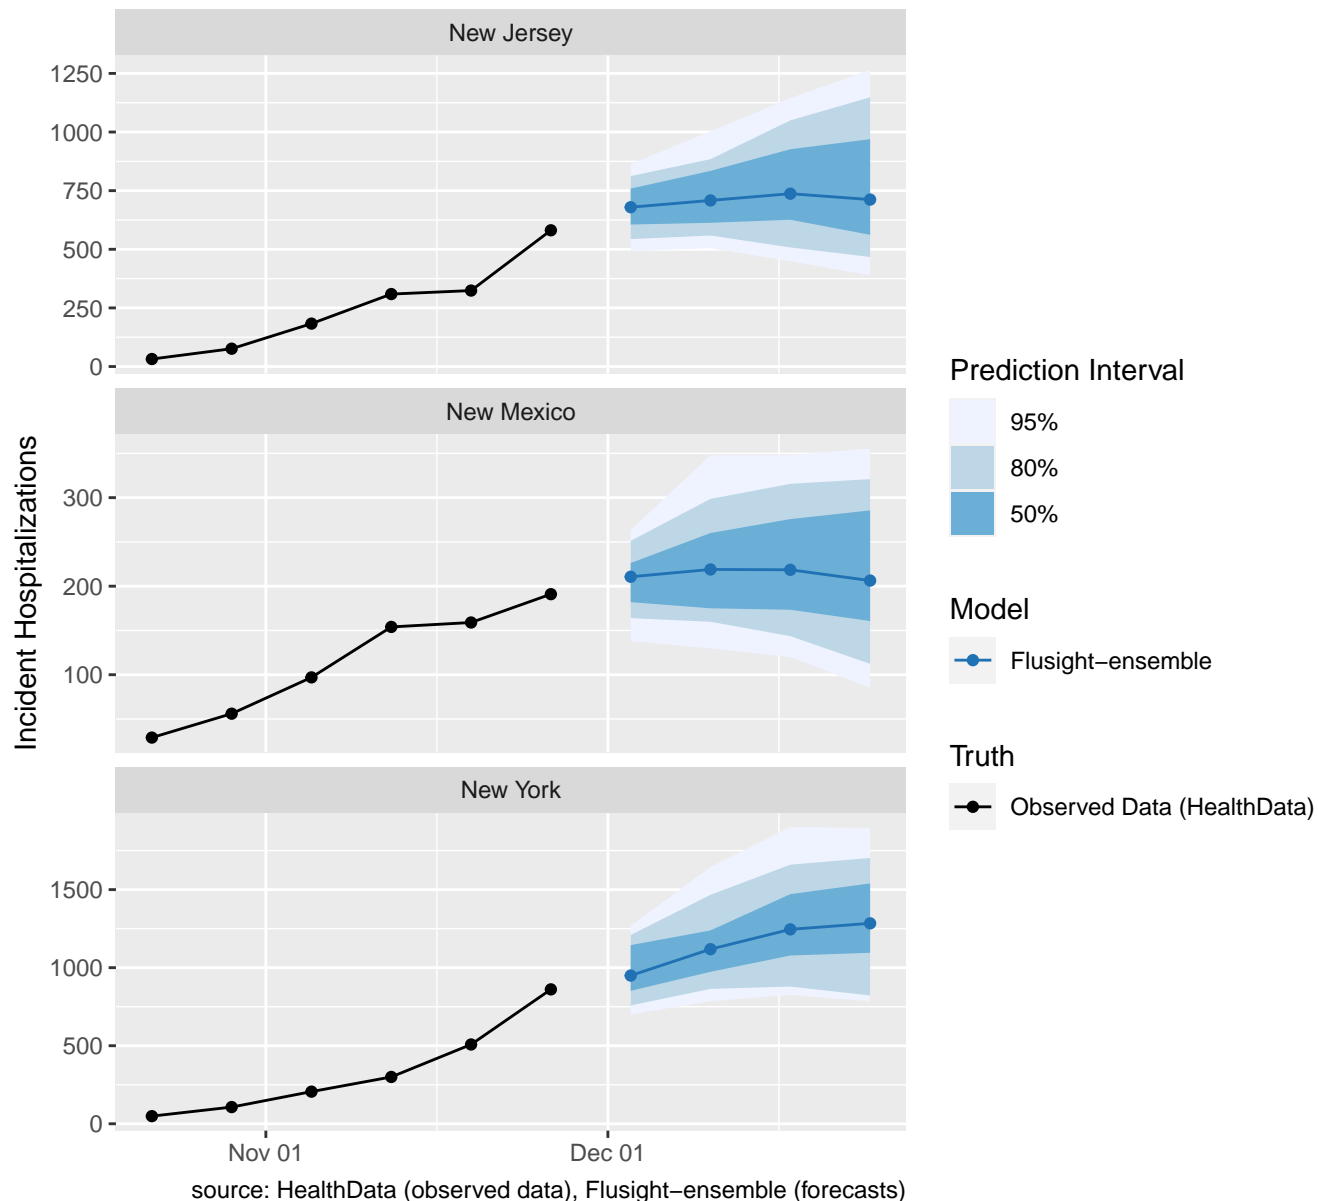 New Jersey
1250
1000
750
500
250
0
New Mexico
300
200
100
New York
1500
1000
500
0
Nov 01
Dec 01
Incident Hospitalizations
source: HealthData (observed data), Flusight−ensemble (forecasts)
Prediction Interval
95%
80%
50%
Model
Flusight−ensemble
Truth
Observed Data (HealthData)